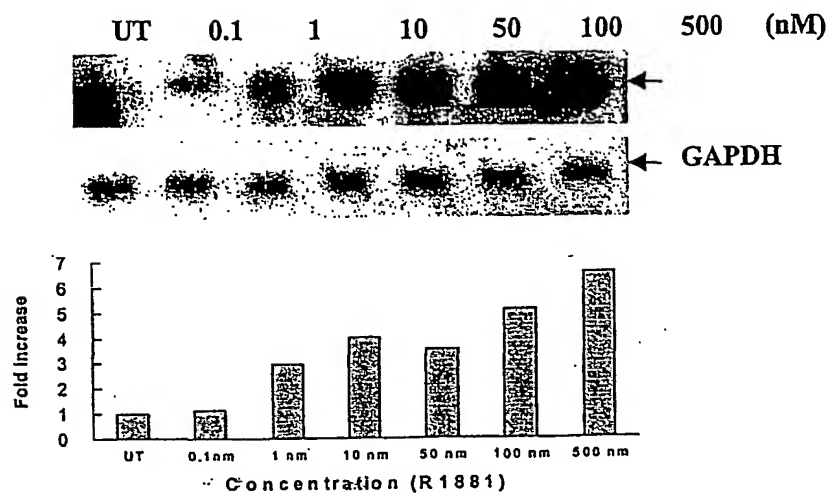 UT 0.1 1 10 50 100 500 (nM)
GAPDH
7
6
5
4
3
2
1
0
Fold Increase
UT 0.1nm 1 nm 10 nm 50 nm 100 nm 500 nm
Concentration (R1881)